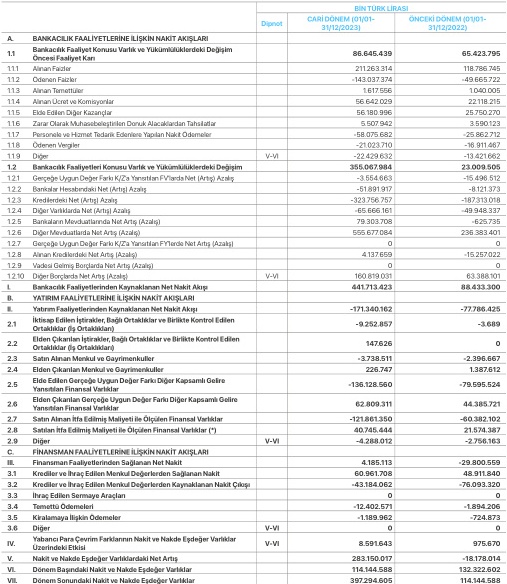 BİN TÜRK LİRASI
Dipnot CARİ DÖNEM (01/01-31/12/2023) ÖNCEKİ DÖNEM (01/01-31/12/2022)
A. BANKACILIK FAALİYETLERİNE İLİŞKİN NAKİT AKIŞLARI
1.1 Bankacılık Faaliyet Konusu Varlık ve Yükümlülüklerdeki Değişim Öncesi Faaliyet Karı 86.645.439 65.423.795
1.1.1 Alınan Faizler 211.263.314 118.786.745
1.1.2 Ödenen Faizler -143.037.374 -49.665.722
1.1.3 Alınan Temettüler 1.617.556 1.040.005
1.1.4 Alınan Ücret ve Komisyonlar 56.642.029 22.118.215
1.1.5 Elde Edilen Diğer Kazançlar 56.180.996 25.750.270
1.1.6 Zarar Olarak Muhasebeleştirilen Donuk Alacaklardan Tahsilatlar 5.507.942 3.590.123
1.1.7 Personele ve Hizmet Tedarik Edenlere Yapılan Nakit Ödemeler -58.075.682 -25.862.712
1.1.8 Ödenen Vergiler -21.023.710 -16.911.467
1.1.9 Diğer V-VI -22.429.632 -13.421.662
1.2 Bankacılık Faaliyetleri Konusu Varlık ve Yükümlülüklerdeki Değişim 355.067.984 23.009.505
1.2.1 Gerçeğe Uygun Değer Farkı K/Z'a Yansıtılan FV'larda Net (Artış) Azalış -3.554.663 -15.496.512
1.2.2 Bankalar Hesabındaki Net (Artış) Azalış -51.891.917 -8.121.373
1.2.3 Kredilerdeki Net (Artış) Azalış -323.756.757 -187.313.018
1.2.4 Diğer Varlıklarda Net (Artış) Azalış -65.666.161 -49.948.337
1.2.5 Bankaların Mevduatlarında Net Artış (Azalış) 79.303.708 -625.735
1.2.6 Diğer Mevduatlarda Net Artış (Azalış) 555.677.084 236.383.401
1.2.7 Gerçeğe Uygun Değer Farkı K/Z'a Yansıtılan FY'lerde Net Artış (Azalış) 0 0
1.2.8 Alınan Kredilerdeki Net Artış (Azalış) 4.137.659 -15.257.022
1.2.9 Vadesi Gelmiş Borçlarda Net Artış (Azalış) 0 0
1.2.10 Diğer Borçlarda Net Artış (Azalış) V-VI 160.819.031 63.388.101
I. Bankacılık Faaliyetlerinden Kaynaklanan Net Nakit Akışı 441.713.423 88.433.300
B. YATIRIM FAALİYETLERİNE İLİŞKİN NAKİT AKIŞLARI
II. Yatırım Faaliyetlerinden Kaynaklanan Net Nakit Akışı -171.340.162 -77.786.425
2.1 İktisap Edilen İştirakler, Bağlı Ortaklıklar ve Birlikte Kontrol Edilen Ortaklıklar (İş Ortaklıkları) -9.252.857 -3.689
2.2 Elden Çıkarılan İştirakler, Bağlı Ortaklıklar ve Birlikte Kontrol Edilen Ortaklıklar (İş Ortaklıkları) 147.626 0
2.3 Satın Alınan Menkul ve Gayrimenkuller -3.738.511 -2.396.667
2.4 Elden Çıkarılan Menkul ve Gayrimenkuller 226.747 1.387.612
2.5 Elde Edilen Gerçeğe Uygun Değer Farkı Diğer Kapsamlı Gelire Yansıtılan Finansal Varlıklar -136.128.560 -79.595.524
2.6 Elden Çıkarılan Gerçeğe Uygun Değer Farkı Diğer Kapsamlı Gelire Yansıtılan Finansal Varlıklar 62.809.311 44.385.721
2.7 Satın Alınan İtfa Edilmiş Maliyeti ile Ölçülen Finansal Varlıklar -121.861.350 -60.382.102
2.8 Satılan İtfa Edilmiş Maliyeti ile Ölçülen Finansal Varlıklar (*) 40.745.444 21.574.387
2.9 Diğer V-VI -4.288.012 -2.756.163
C. FİNANSMAN FAALİYETLERİNE İLİŞKİN NAKİT AKIŞLARI
III. Finansman Faaliyetlerinden Sağlanan Net Nakit 4.185.113 -29.800.559
3.1 Krediler ve İhraç Edilen Menkul Değerlerden Sağlanan Nakit 60.961.708 48.911.840
3.2 Krediler ve İhraç Edilen Menkul Değerlerden Kaynaklanan Nakit Çıkışı -43.184.062 -76.093.320
3.3 İhraç Edilen Sermaye Araçları 0 0
3.4 Temettü Ödemeleri -12.402.571 -1.894.206
3.5 Kiralamaya İlişkin Ödemeler -1.189.962 -724.873
3.6 Diğer V-VI 0 0
IV. Yabancı Para Çevrim Farklarının Nakit ve Nakde Eşdeğer Varlıklar Üzerindeki Etkisi V-VI 8.591.643 975.670
V. Nakit ve Nakde Eşdeğer Varlıklardaki Net Artış 283.150.017 -18.178.014
VI. Dönem Başındaki Nakit ve Nakde Eşdeğer Varlıklar 114.144.588 132.322.602
VII. Dönem Sonundaki Nakit ve Nakde Eşdeğer Varlıklar 397.294.605 114.144.588